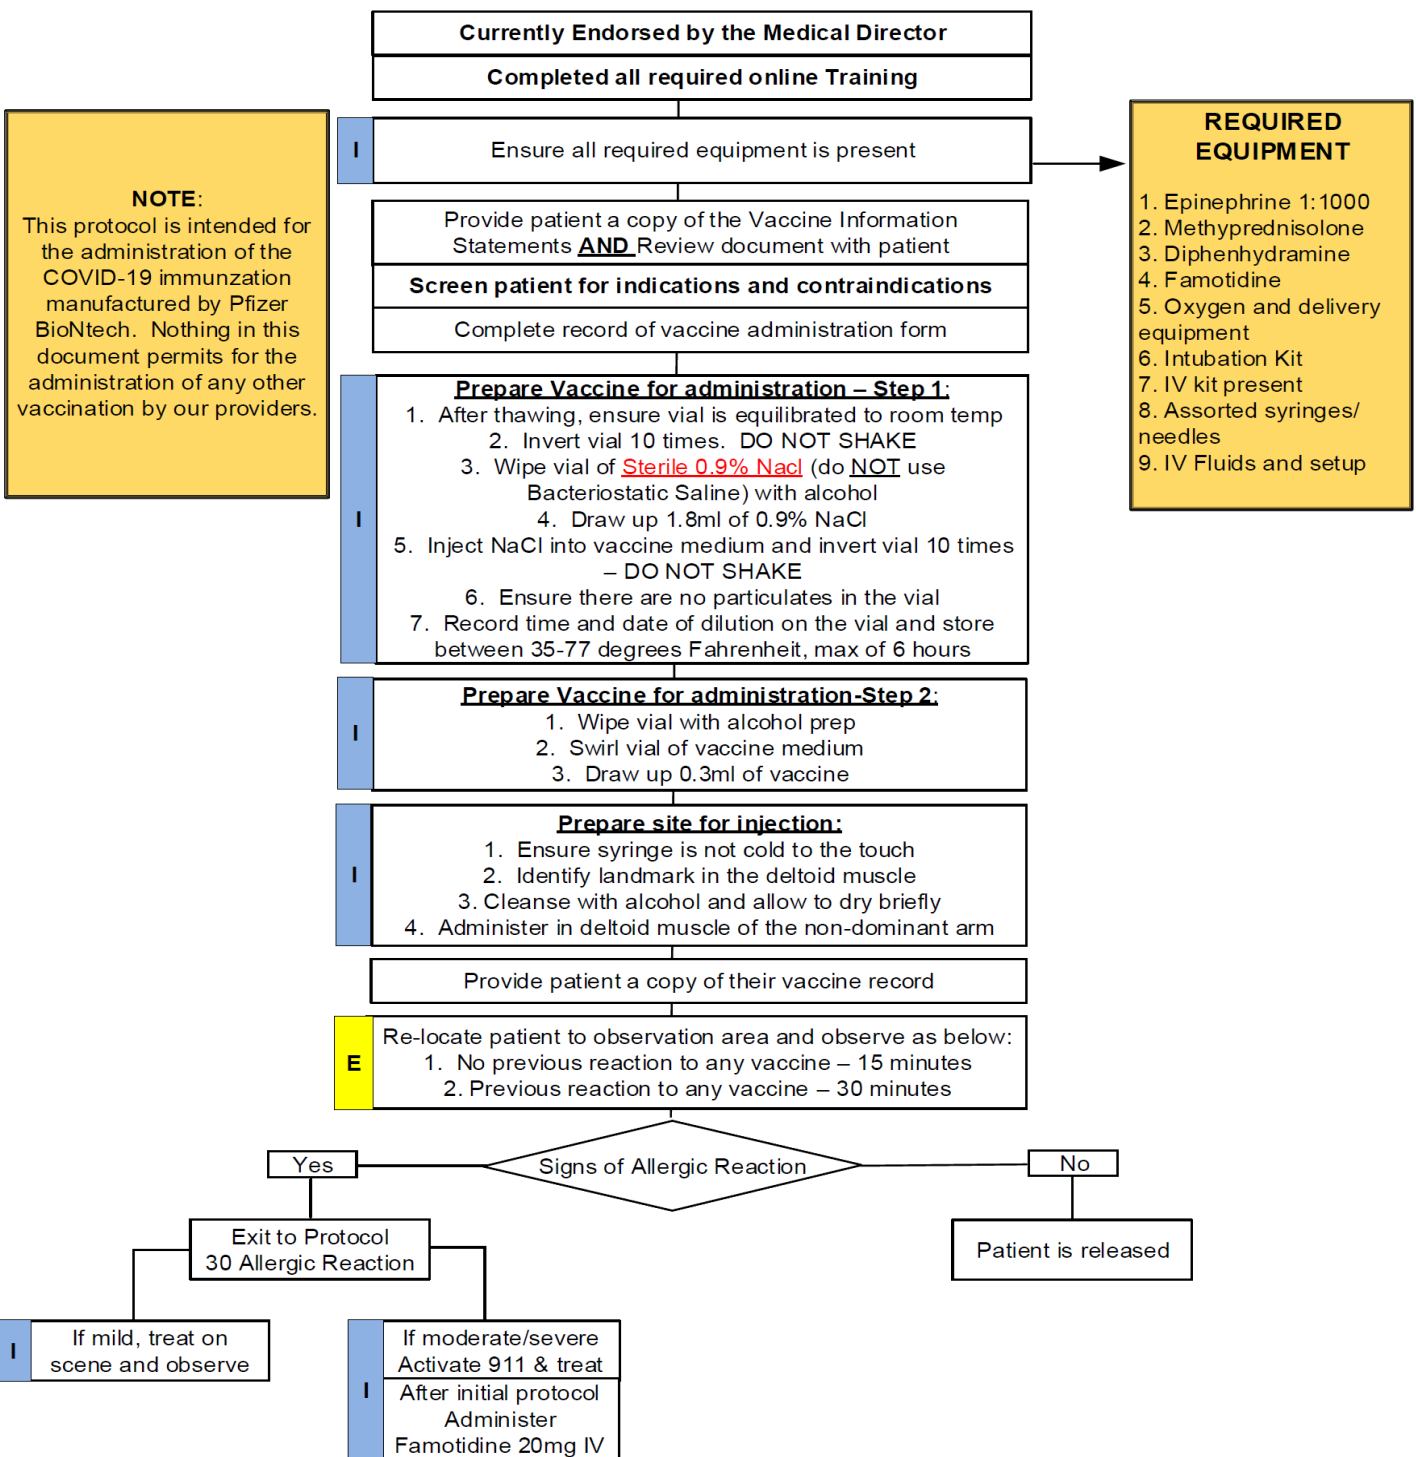 Currently Endorsed by the Medical Director
Completed all required online Training
I
Ensure all required equipment is present
NOTE:
This protocol is intended for
the administration of the
COVID-19 immunzation
manufactured by Pfizer
BioNtech. Nothing in this
document permits for the
administration of any other
vaccination by our providers.
REQUIRED
EQUIPMENT
1. Epinephrine 1:1000
2. Methyprednisolone
3. Diphenhydramine
4. Famotidine
5. Oxygen and delivery
equipment
6. Intubation Kit
7. IV kit present
8. Assorted syringes/
needles
9. IV Fluids and setup
Provide patient a copy of the Vaccine Information
Statements AND Review document with patient
Screen patient for indications and contraindications
Complete record of vaccine administration form
I
Prepare Vaccine for administration – Step 1:
1. After thawing, ensure vial is equilibrated to room temp
2. Invert vial 10 times. DO NOT SHAKE
3. Wipe vial of Sterile 0.9% Nacl (do NOT use
Bacteriostatic Saline) with alcohol
4. Draw up 1.8ml of 0.9% NaCl
5. Inject NaCl into vaccine medium and invert vial 10 times
– DO NOT SHAKE
6. Ensure there are no particulates in the vial
7. Record time and date of dilution on the vial and store
between 35-77 degrees Fahrenheit, max of 6 hours
I
Prepare Vaccine for administration-Step 2:
1. Wipe vial with alcohol prep
2. Swirl vial of vaccine medium
3. Draw up 0.3ml of vaccine
I
Prepare site for injection:
1. Ensure syringe is not cold to the touch
2. Identify landmark in the deltoid muscle
3. Cleanse with alcohol and allow to dry briefly
4. Administer in deltoid muscle of the non-dominant arm
Provide patient a copy of their vaccine record
E
Re-locate patient to observation area and observe as below:
1. No previous reaction to any vaccine – 15 minutes
2. Previous reaction to any vaccine – 30 minutes
Signs of Allergic Reaction
Yes
No
Exit to Protocol
30 Allergic Reaction
Patient is released
I
If mild, treat on
scene and observe
I
If moderate/severe
Activate 911 & treat
After initial protocol
Administer
Famotidine 20mg IV